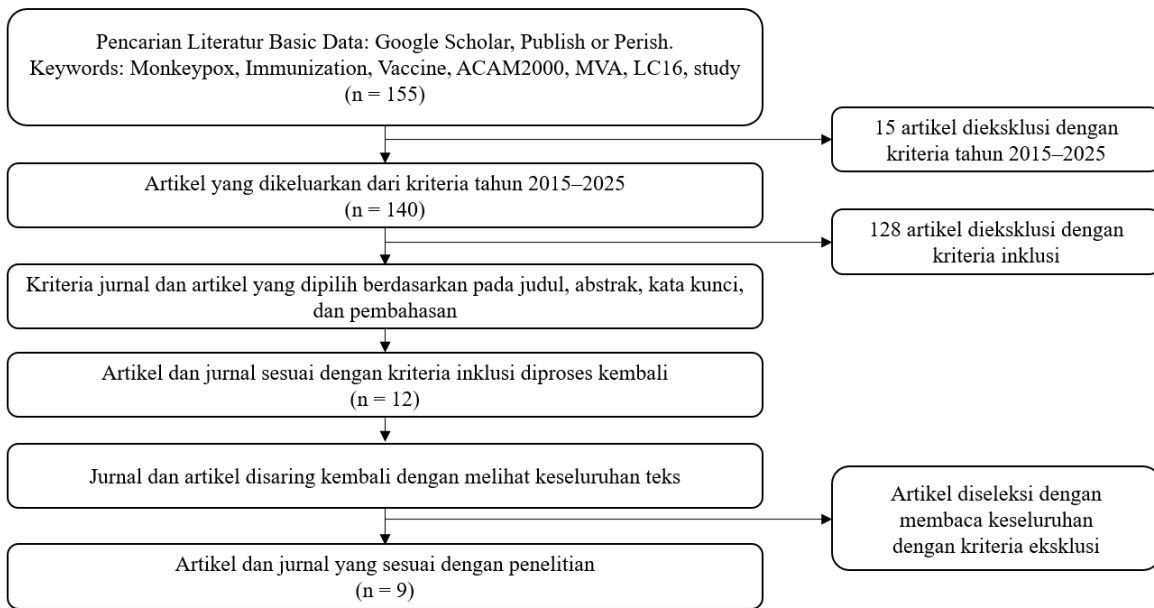 Pencarian Literatur Basic Data: Google Scholar, Publish or Perish.
Keywords: Monkeypox, Immunization, Vaccine, ACAM2000, MVA, LC16, study
(n = 155)
15 artikel dieksklusi dengan
kriteria tahun 2015–2025
Artikel yang dikeluarkan dari kriteria tahun 2015–2025
(n = 140)
128 artikel dieksklusi dengan
kriteria inklusi
Kriteria jurnal dan artikel yang dipilih berdasarkan pada judul, abstrak, kata kunci,
dan pembahasan
Artikel dan jurnal sesuai dengan kriteria inklusi diproses kembali
(n = 12)
Jurnal dan artikel disaring kembali dengan melihat keseluruhan teks
Artikel diseleksi dengan
membaca keseluruhan
dengan kriteria eksklusi
Artikel dan jurnal yang sesuai dengan penelitian
(n = 9)